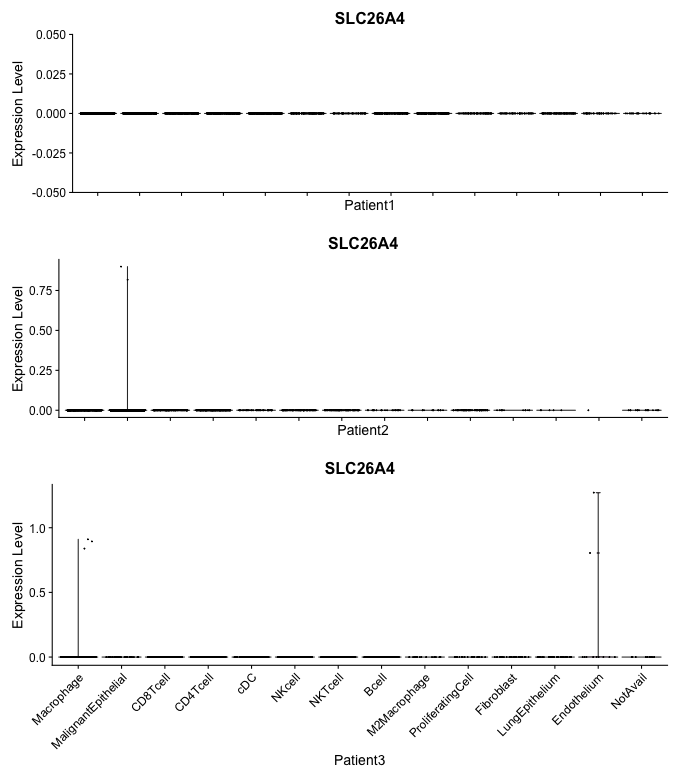 SLC26A4
Expression Level
0.050
0.025
0.000
-0.025
-0.050
Patient1
SLC26A4
Expression Level
0.75
0.50
0.25
0.00
Patient2
SLC26A4
Expression Level
1.0
0.5
0.0
Macrophage
MalignantEpithelial
CD8Tcell
CD4Tcell
cDC
NKcell
NKTcell
Bcell
M2Macrophage
ProliferatingCell
Fibroblast
LungEpithelium
Endothelium
NotAvail
Patient3